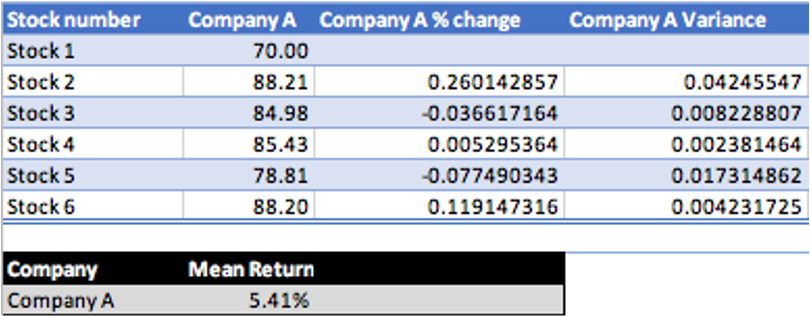 Stock number Company A Company A % change Company A Variance
Stock 1 70.00
Stock 2 88.21 0.260142857 0.04245547
Stock 3 84.98 -0.036617164 0.008228807
Stock 4 85.43 0.005295364 0.002381464
Stock 5 78.81 -0.077490343 0.017314862
Stock 6 88.20 0.119147316 0.004231725
Company Mean Return
Company A 5.41%